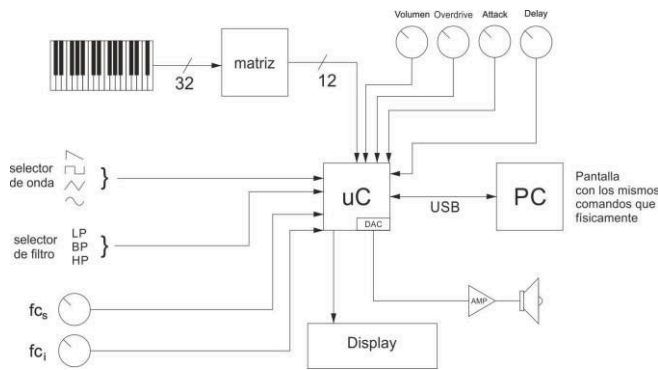 Volumen Overdrive Attack Delay
matriz
32
12
selector
de onda
uC
DAC
USB
PC
Pantalla
con los mismos
comandos que
físicamente
selector
de filtro
LP
BP
HP
AMP
fcs
fci
Display